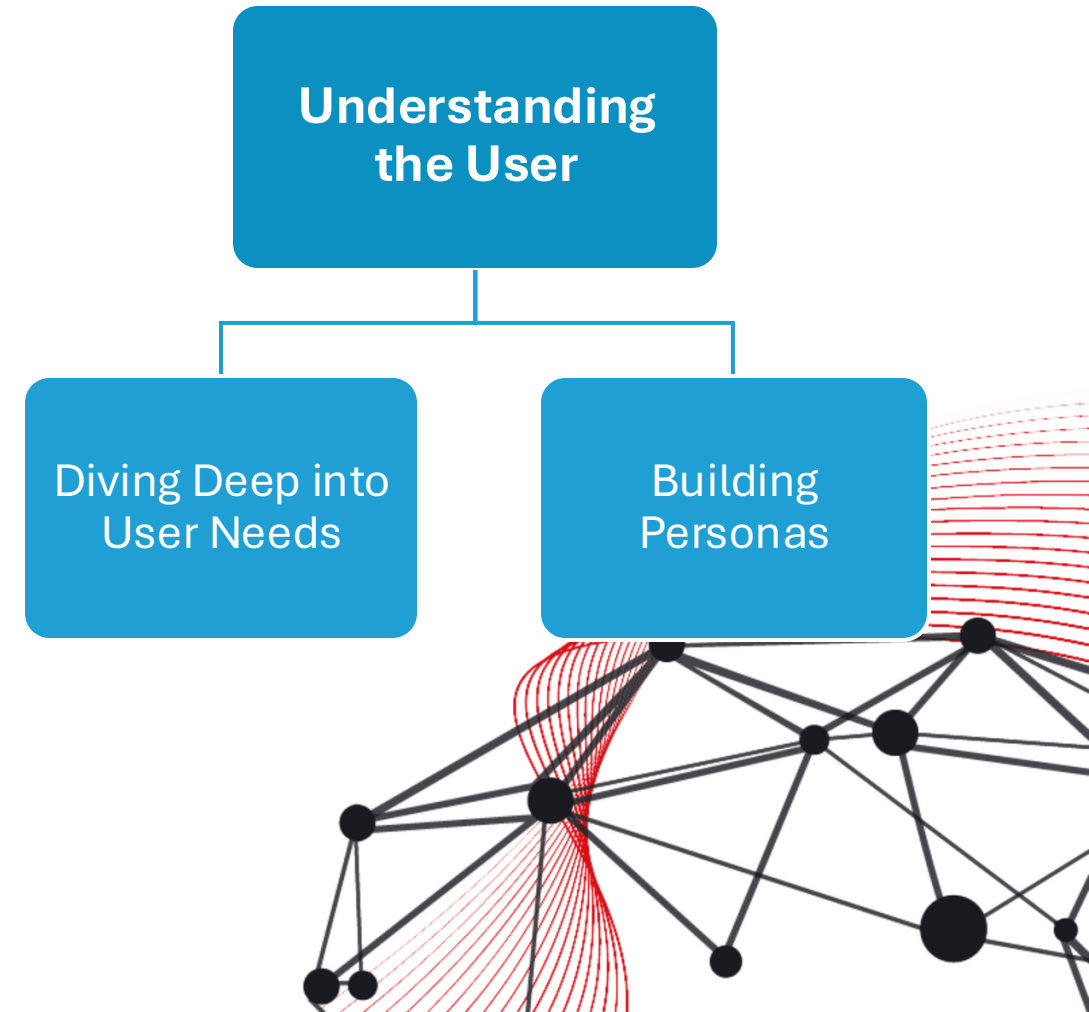 Understanding
the User
Diving Deep into
User Needs
Building
Personas